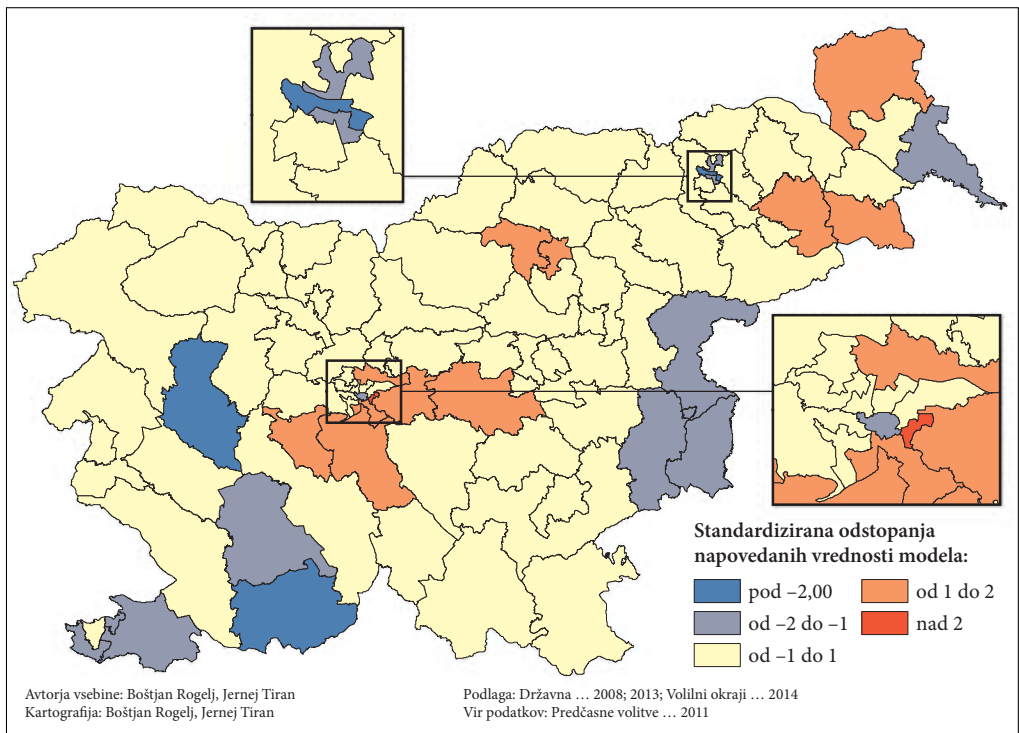 Standardizirana odstopanja
napovedanih vrednosti modela:
pod –2,00
od –2 do –1
od –1 do 1
od 1 do 2
nad 2
Avtorja vsebine: Boštjan Rogelj, Jernej Tiran
Kartografija: Boštjan Rogelj, Jernej Tiran
Podlaga: Državna … 2008; 2013; Volilni okraji … 2014
Vir podatkov: Predčasne volitve … 2011